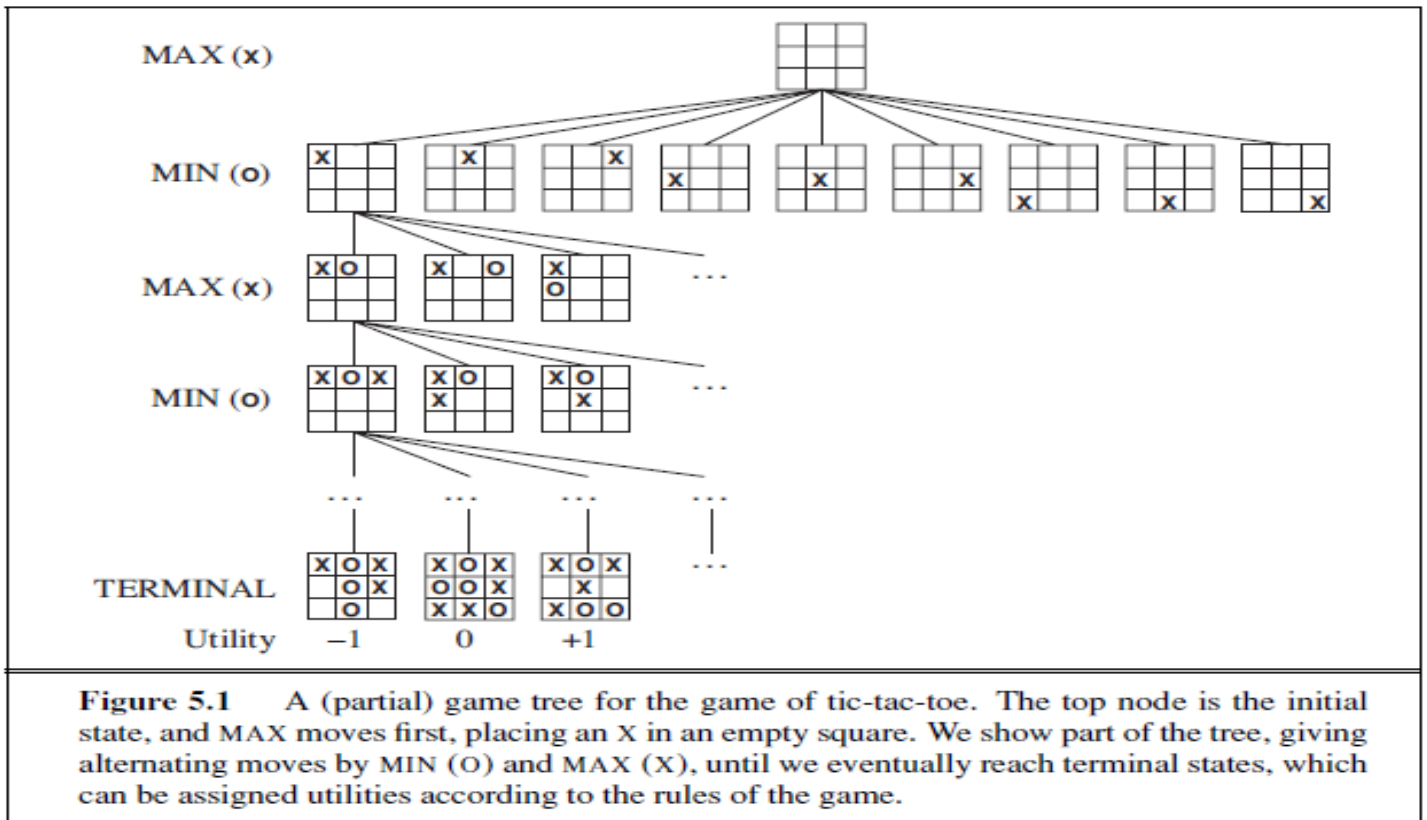 MAX (X)
MIN (O)
X X X X X X X X X
MAX (X)
X O X O X ...
O
MIN (O)
X O X X O X O ...
X X
... ... ... ...
TERMINAL
X O X X O X X O X ...
O X O O X X
O X X O X O O
Utility −1 0 +1
Figure 5.1 A (partial) game tree for the game of tic-tac-toe. The top node is the initial
state, and MAX moves first, placing an X in an empty square. We show part of the tree, giving
alternating moves by MIN (O) and MAX (X), until we eventually reach terminal states, which
can be assigned utilities according to the rules of the game.